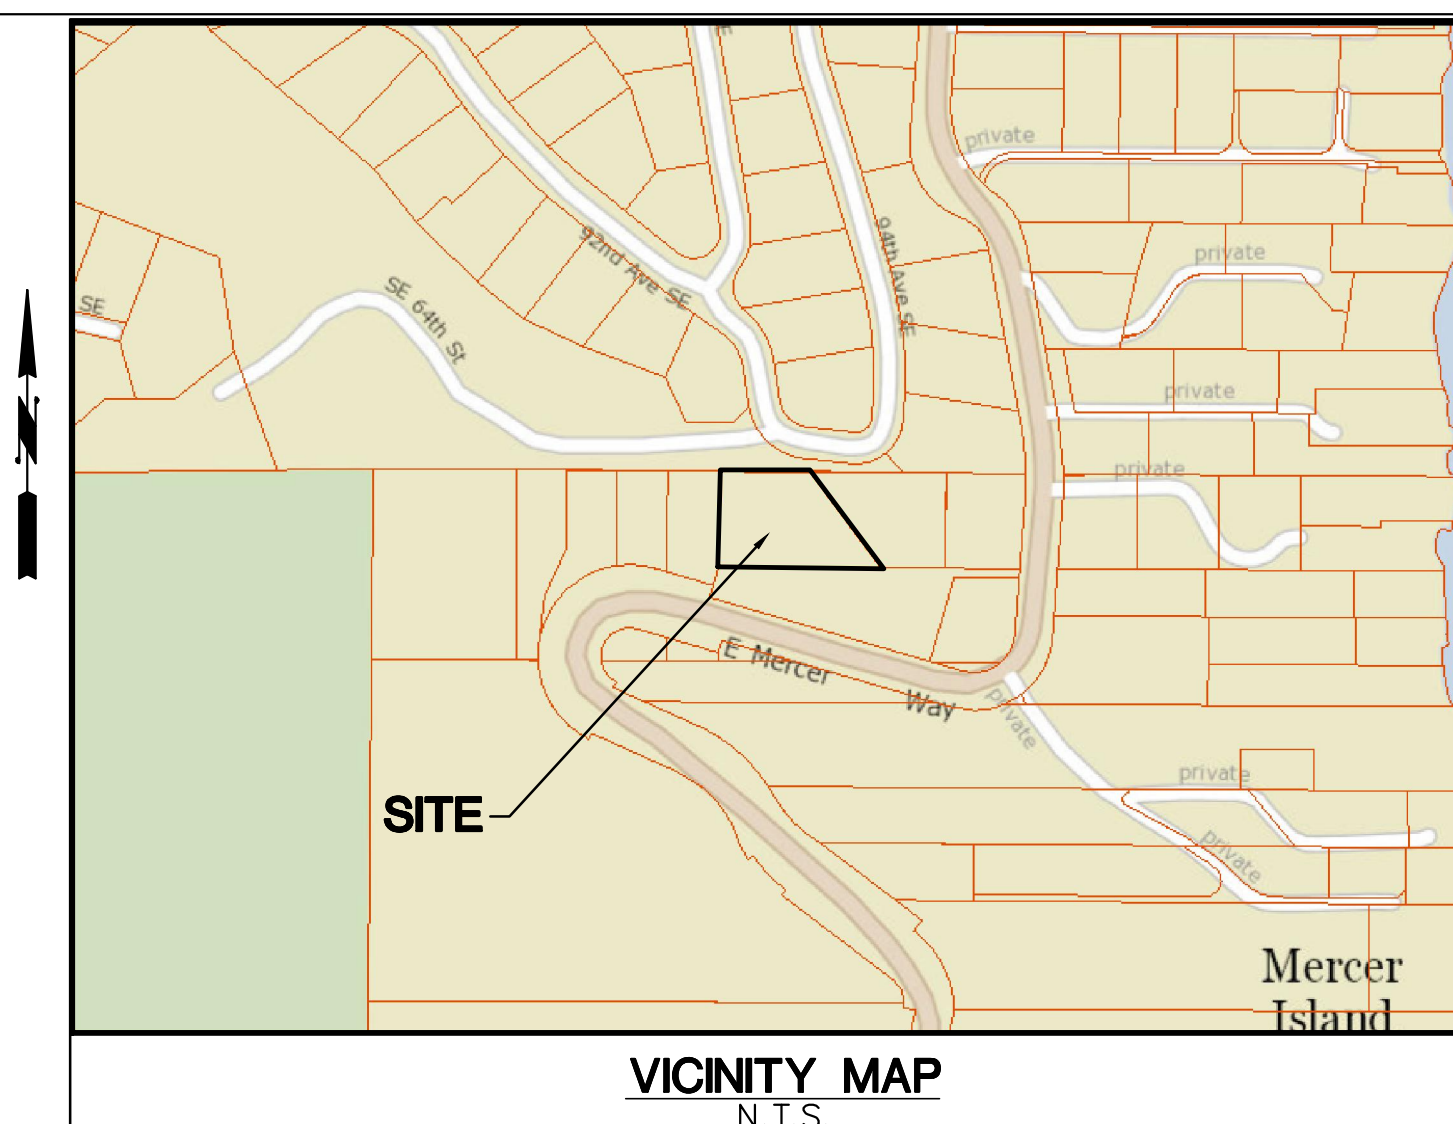 private
92nd Ave SE
94th Ave SE
private
SE
SE 64th St
private
private
N
E Mercer
Way
private
private
SITE
private
Mercer
Island
VICINITY MAP
N.T.S.